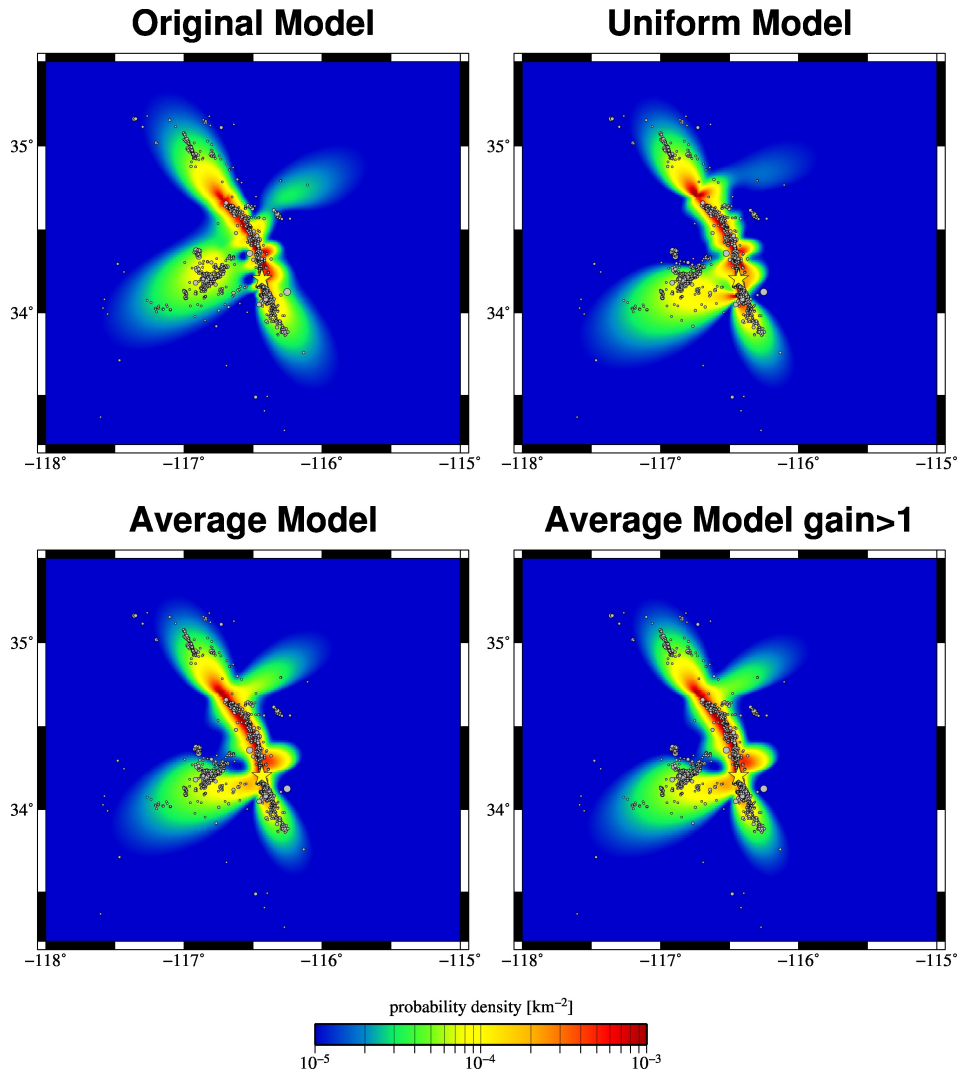 Original Model Uniform Model
35° 35°
34° 34°
−118° −117° −116° −115° −118° −117° −116° −115°
Average Model Average Model gain>1
35° 35°
34° 34°
−118° −117° −116° −115° −118° −117° −116° −115°
probability density [km⁻²]
10⁻⁵ 10⁻⁴ 10⁻³